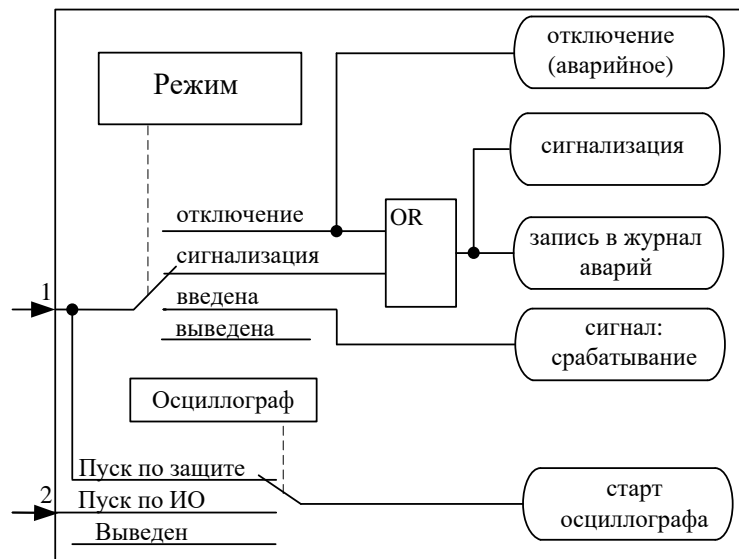 отключение
(аварийное)
Режим
сигнализация
отключение
OR
сигнализация
запись в журнал
аварий
1
введена
выведена
сигнал:
срабатывание
Осциллограф
Пуск по защите
2
Пуск по ИО
старт
осциллографа
Выведен